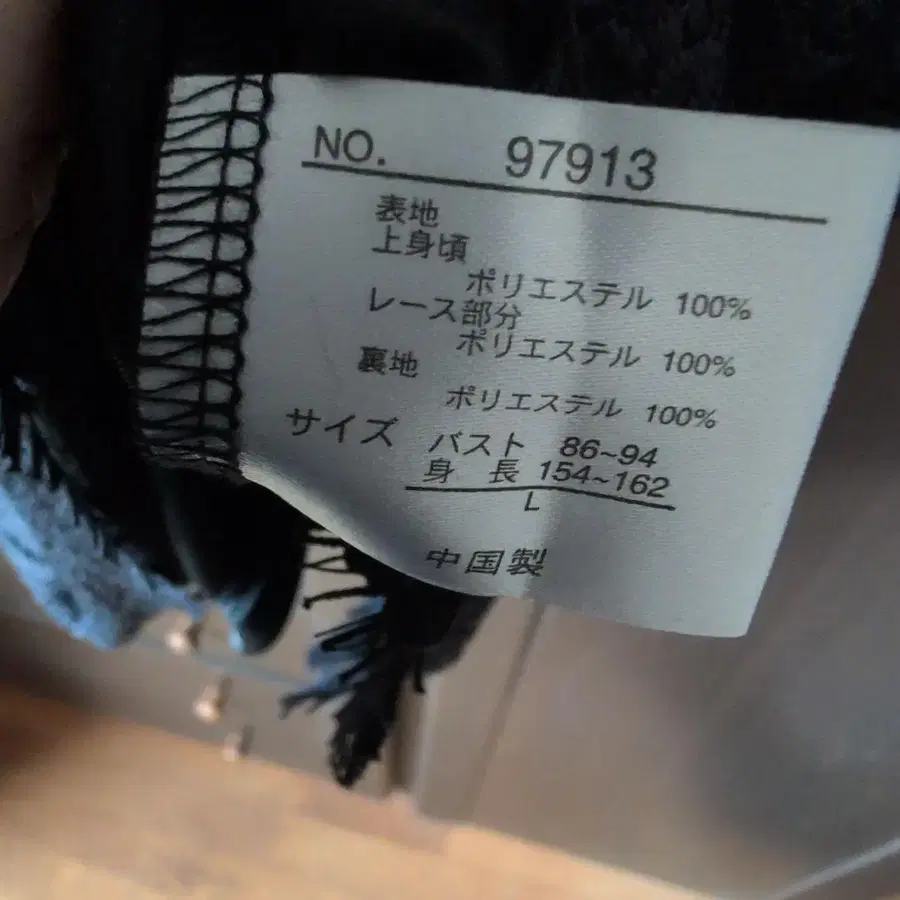 NO. 97913
表地
上身頃
ポリエステル 100%
レース部分
ポリエステル 100%
裏地
ポリエステル 100%
サイズ バスト 86~94
身 長 154~162
L
中国製